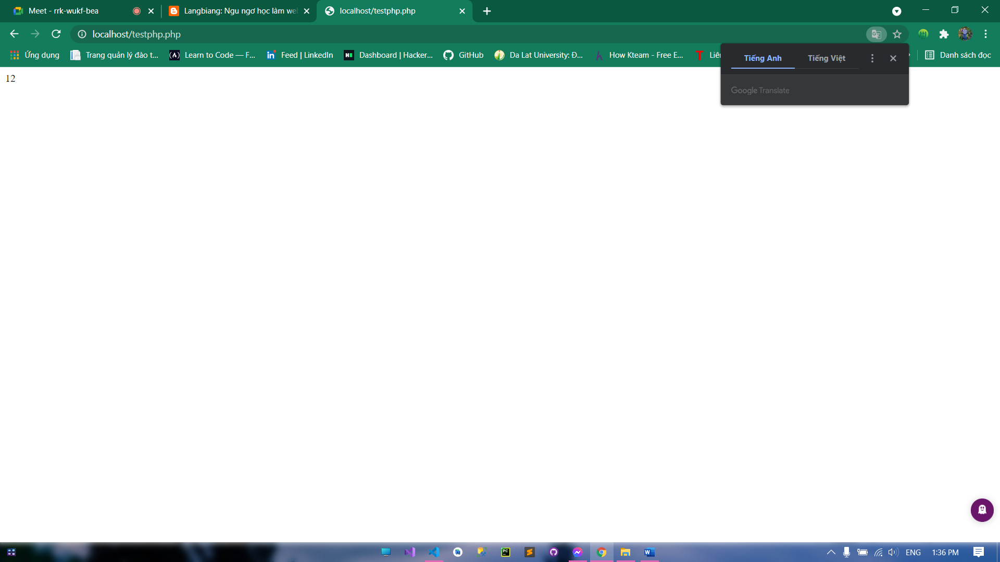 Meet - rrk-wukf-bea
Langbiang: Ngu ngơ học làm we
localhost/testphp.php
localhost/testphp.php
Ứng dụng
Trang quản lý đào t...
Learn to Code — F...
Feed | LinkedIn
Dashboard | Hacker...
GitHub
Da Lat University: Đ...
How Kteam - Free E...
Liê
Danh sách đọc
Tiếng Anh
Tiếng Việt
Google Translate
12
ENG
1:36 PM